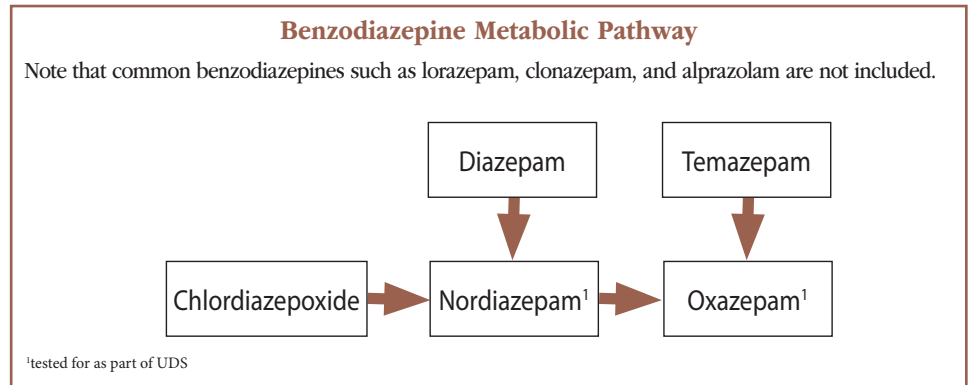 Benzodiazepine Metabolic Pathway
Note that common benzodiazepines such as lorazepam, clonazepam, and alprazolam are not included.
Diazepam
Temazepam
Chlordiazepoxide
Nordiazepam¹
Oxazepam¹
¹tested for as part of UDS